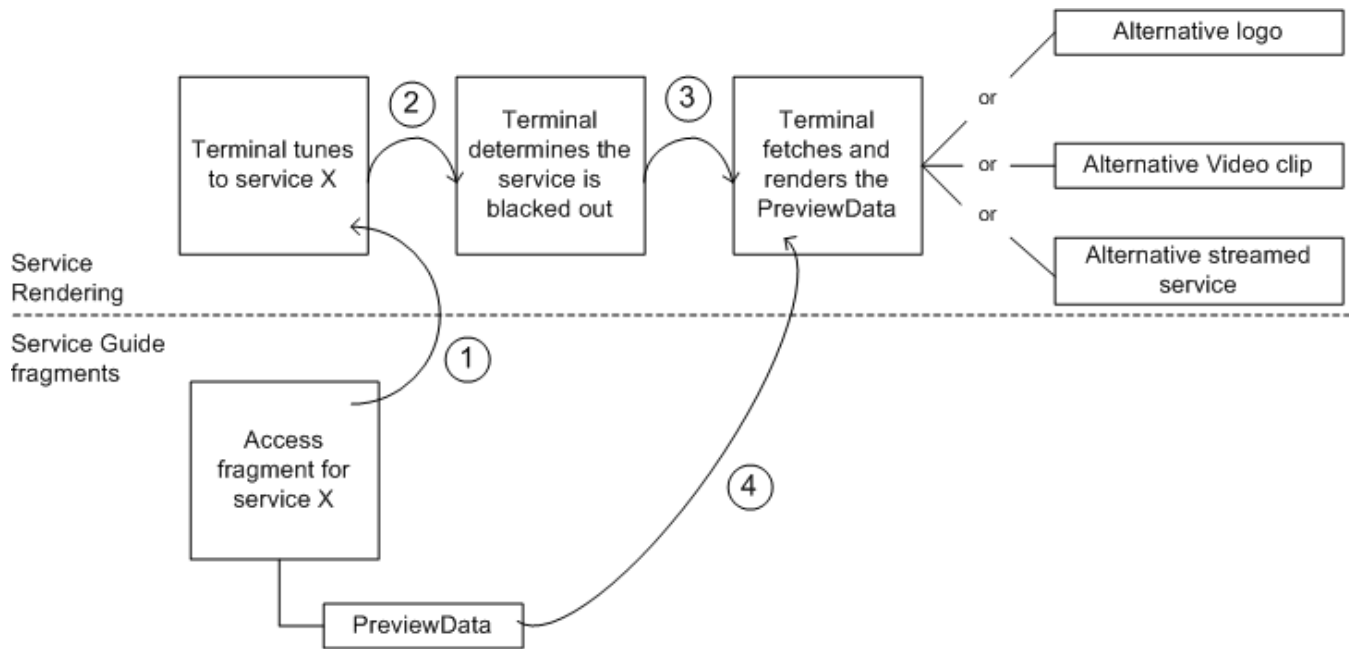 Alternative logo
or
2
3
Terminal tunes
to service X
Terminal
determines the
service is
blacked out
Terminal
fetches and
renders the
PreviewData
or
Alternative Video clip
or
Alternative streamed
service
Service
Rendering
Service Guide
fragments
1
Access
fragment for
service X
4
PreviewData